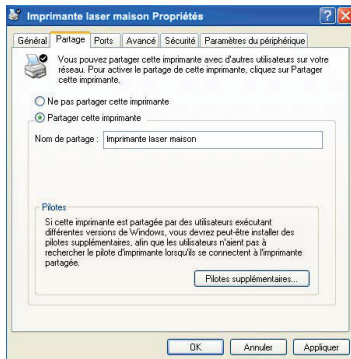 Imprimante laser maison Propriétés
Général Partage Ports Avancé Sécurité Paramètres du périphérique
Vous pouvez partager cette imprimante avec d'autres utilisateurs sur votre
réseau. Pour activer le partage de cette imprimante, cliquez sur Partager
cette imprimante.
Ne pas partager cette imprimante
Partager cette imprimante
Nom de partage : Imprimante laser maison
Pilotes
Si cette imprimante est partagée par des utilisateurs exécutant
différentes versions de Windows, vous devrez peut-être installer des
pilotes supplémentaires, afin que les utilisateurs n'aient pas à
rechercher le pilote d'imprimante lorsqu'ils se connectent à l'imprimante
partagée.
Pilotes supplémentaires...
OK Annuler Appliquer